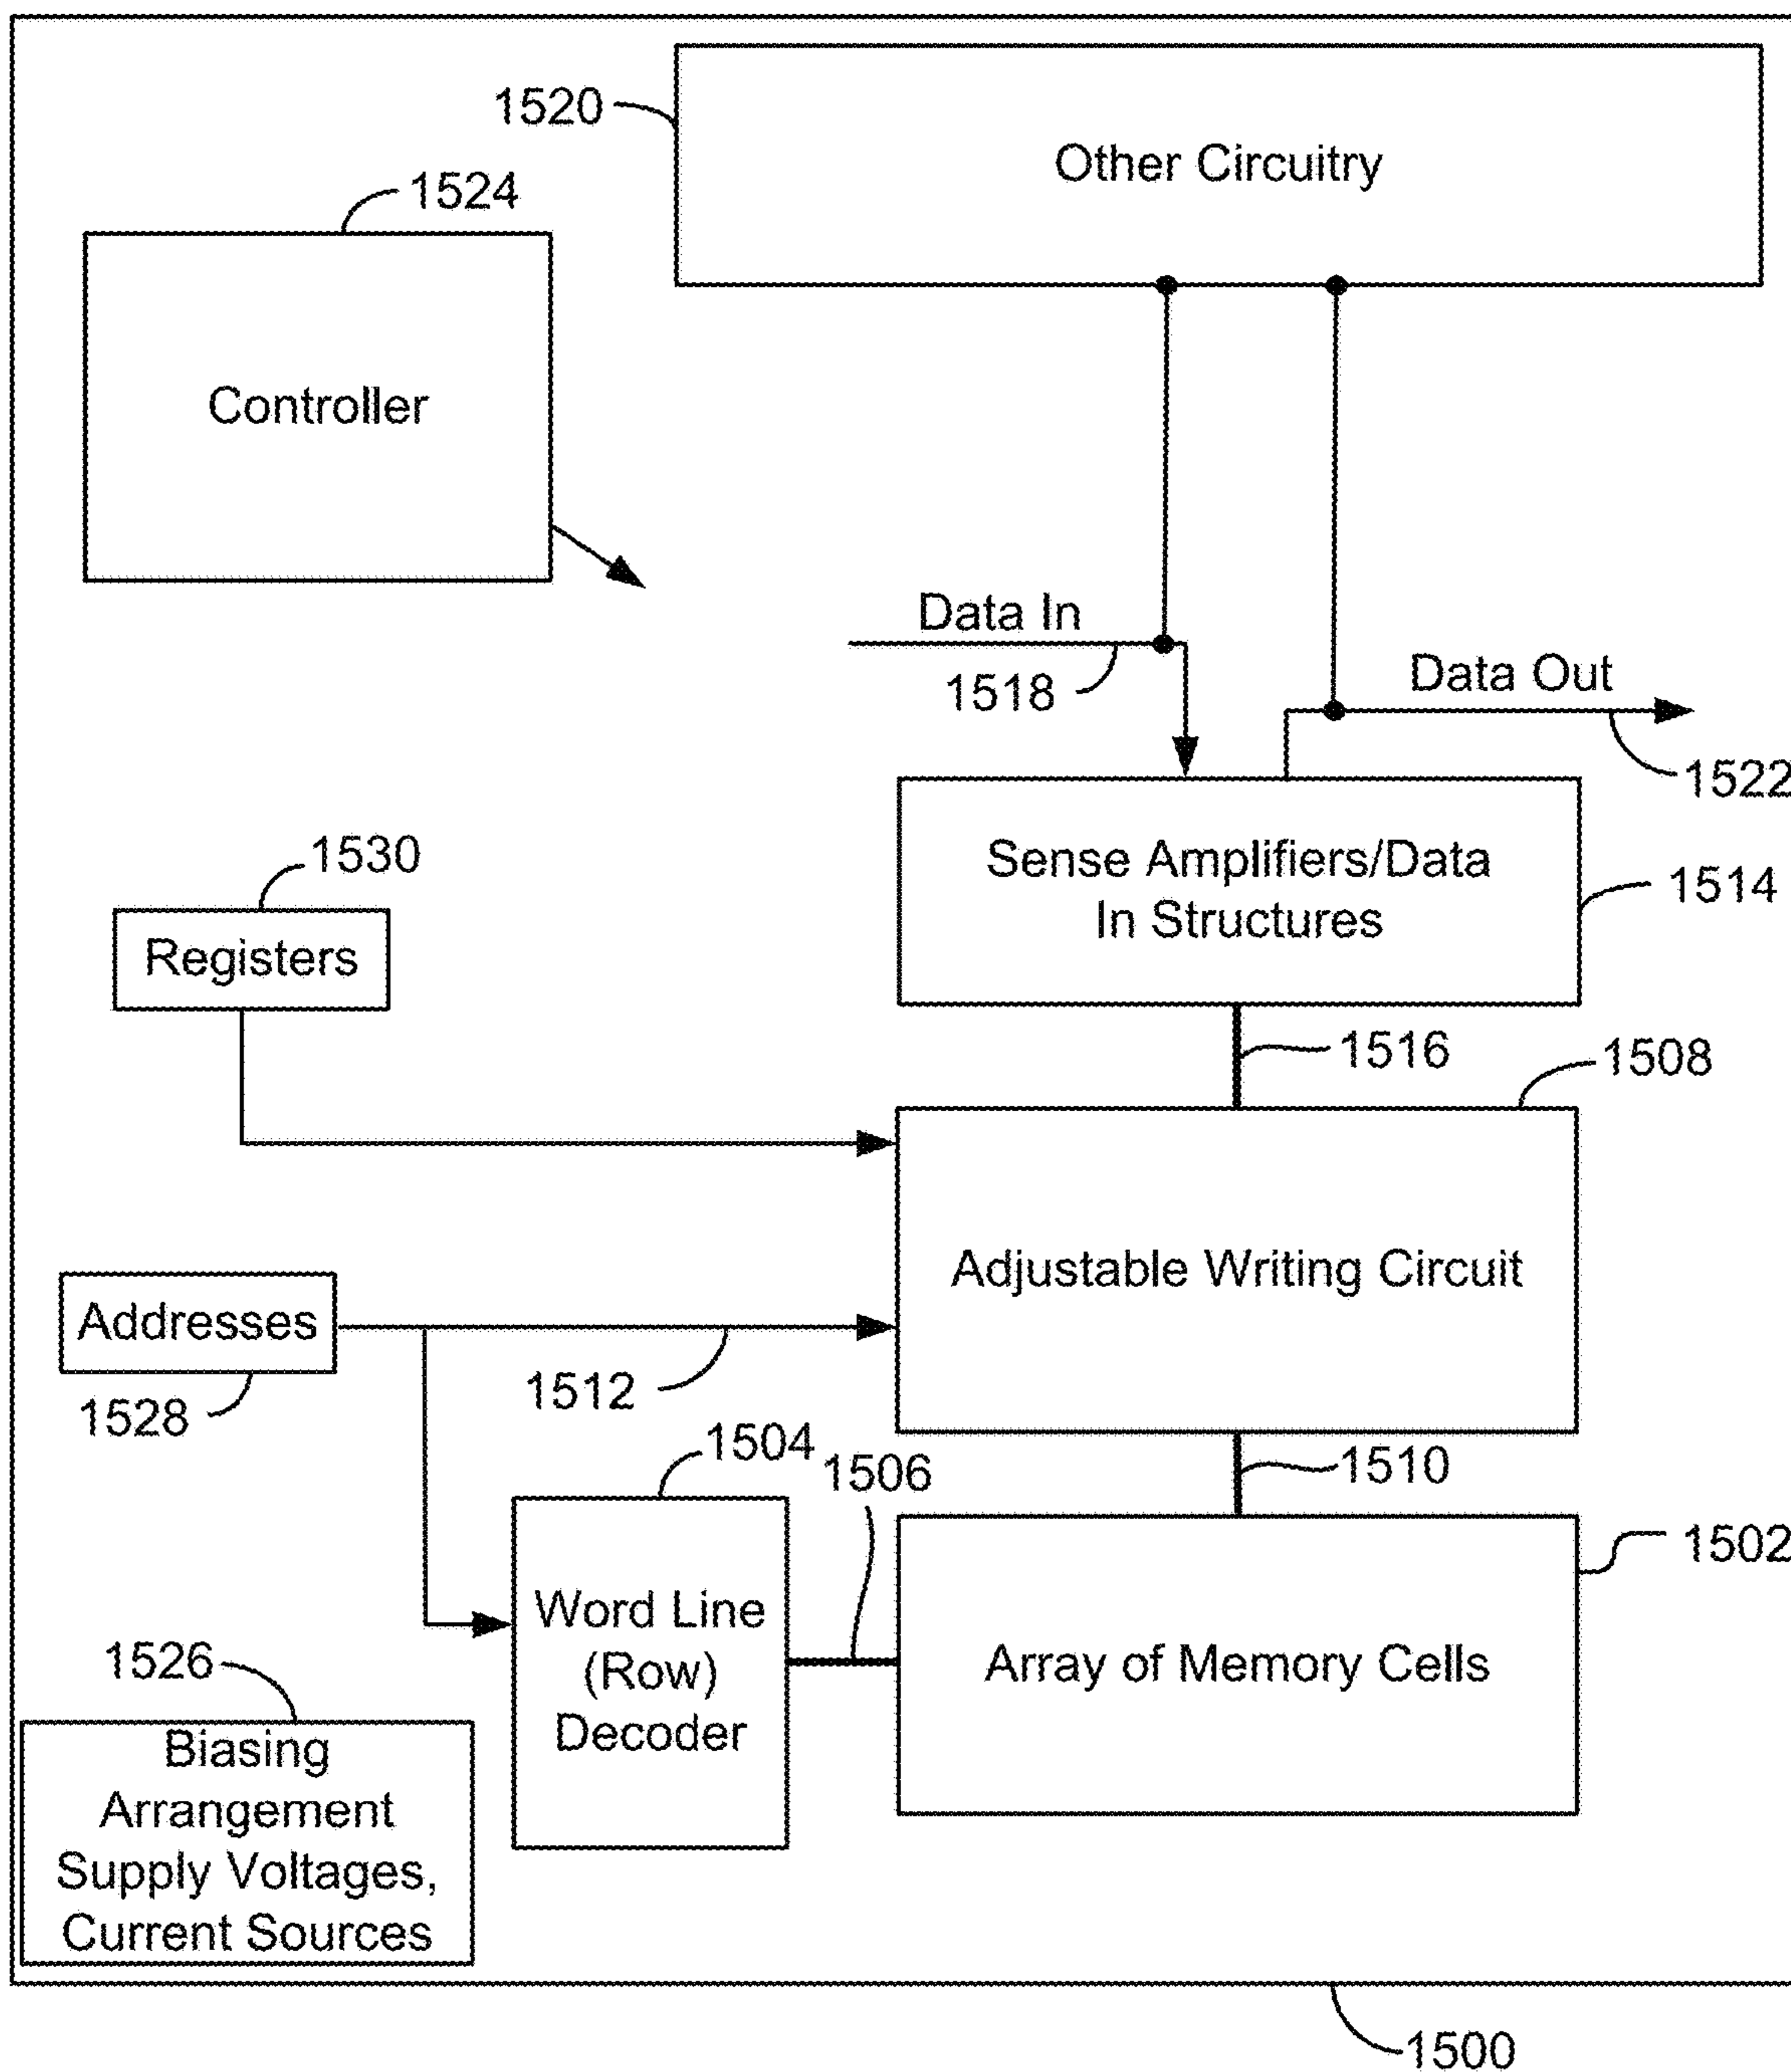 1520
Other Circuitry
1524
Controller
Data In
1518
Data Out
1522
Sense Amplifiers/Data
In Structures
1514
1530
Registers
1516
1508
Adjustable Writing Circuit
Addresses
1528
1512
1504
1506
1510
1502
Word Line
(Row)
Decoder
Array of Memory Cells
1526
Biasing
Arrangement
Supply Voltages,
Current Sources
1500